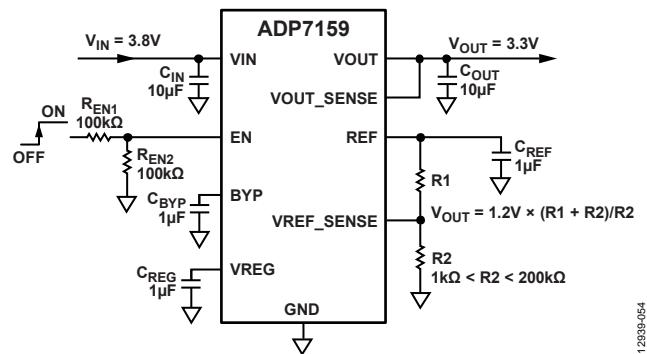 ADP7159
VIN = 3.8V
VIN
CIN
10µF
VOUT
VOUT = 3.3V
COUT
10µF
VOUT_SENSE
ON
OFF
REN1
100kΩ
EN
REN2
100kΩ
REF
CREF
1µF
R1
BYP
CBYP
1µF
VREF_SENSE
VOUT = 1.2V × (R1 + R2)/R2
VREG
CREG
1µF
R2
1kΩ < R2 < 200kΩ
GND
12939-054